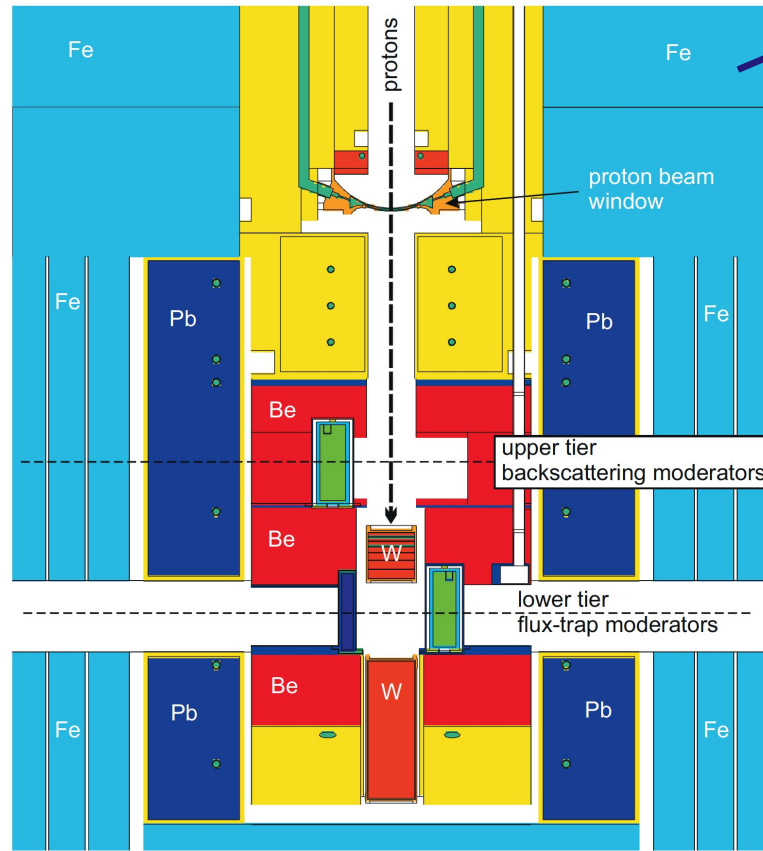 Fe
protons
Fe
proton beam
window
Fe
Pb
Pb
Fe
Be
upper tier
backscattering moderators
Be
W
lower tier
flux-trap moderators
Be
W
Fe
Pb
Pb
Fe